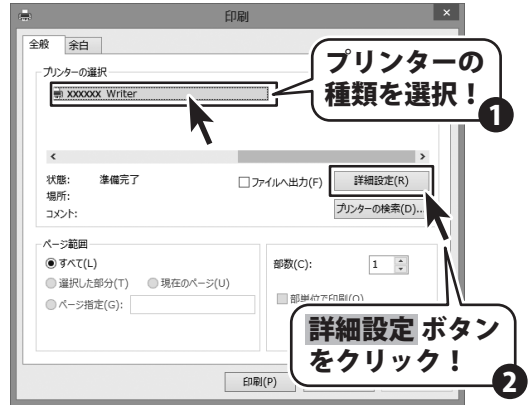 印刷
×
全般 余白
プリンターの選択
xxxxxx Writer
プリンターの
種類を選択！
1
状態: 準備完了
ファイルへ出力(F)
詳細設定(R)
場所:
コメント:
プリンターの検索(D)...
ページ範囲
すべて(L)
部数(C): 1
選択した部分(T) 現在のページ(U)
ページ指定(G):
部単位で印刷(O)
詳細設定 ボタン
をクリック！
2
印刷(P)